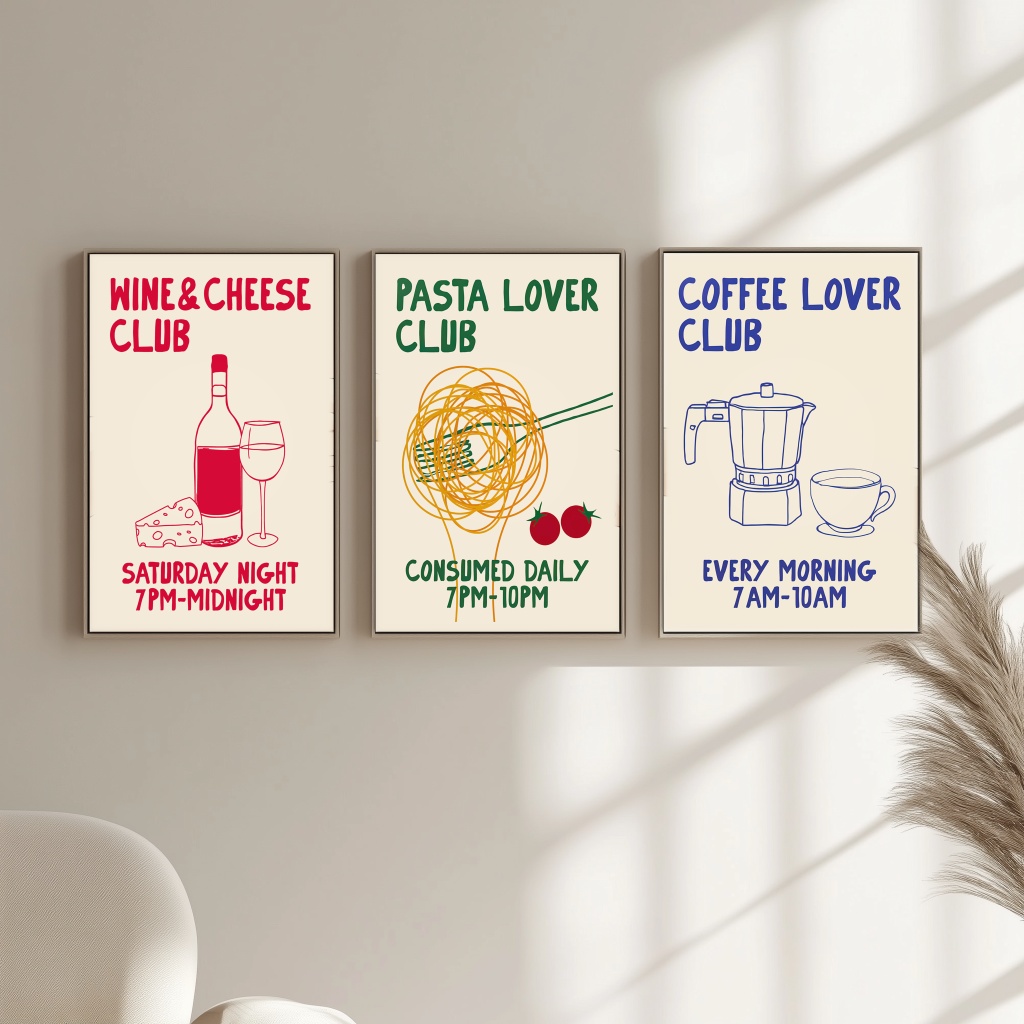 WINE&CHEESE
CLUB
SATURDAY NIGHT
7PM-MIDNIGHT
PASTA LOVER
CLUB
CONSUMED DAILY
7PM-10PM
COFFEE LOVER
CLUB
EVERY MORNING
7AM-10AM